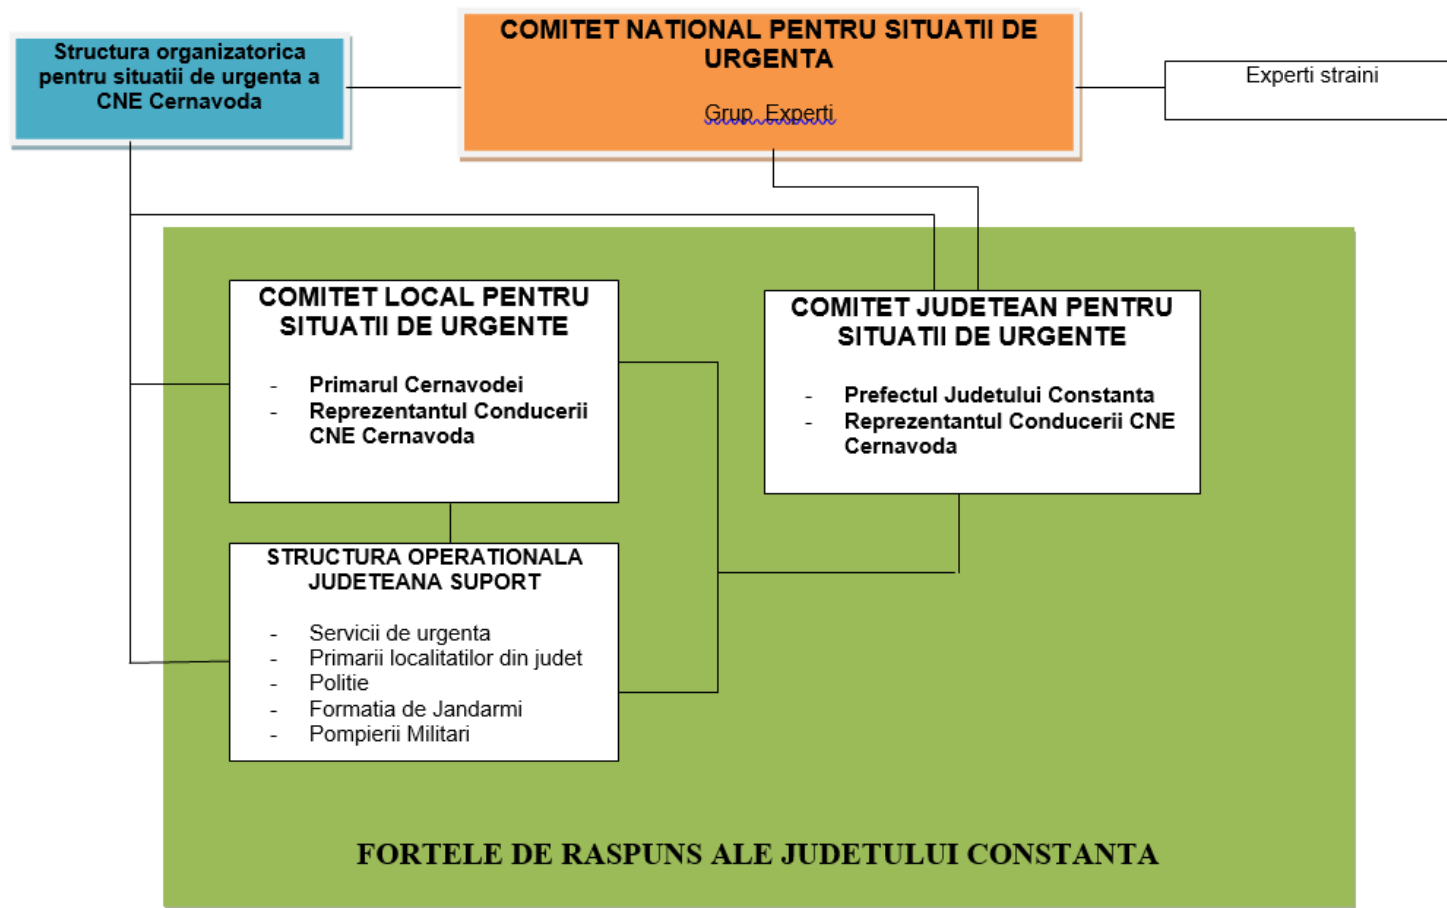 Structura organizatorica
pentru situatii de urgenta a
CNE Cernavoda
COMITET NATIONAL PENTRU SITUATII DE
URGENTA
Grup Experti
Experti straini
COMITET LOCAL PENTRU
SITUATII DE URGENTE
- Primarul Cernavodei
- Reprezentantul Conducerii
CNE Cernavoda
COMITET JUDETEAN PENTRU
SITUATII DE URGENTE
- Prefectul Judetului Constanta
- Reprezentantul Conducerii CNE
Cernavoda
STRUCTURA OPERATIONALA
JUDETEANA SUPORT
- Servicii de urgenta
- Primarii localitatilor din judet
- Politie
- Formatia de Jandarmi
- Pompierii Militari
FORTELE DE RASPUNS ALE JUDETULUI CONSTANTA